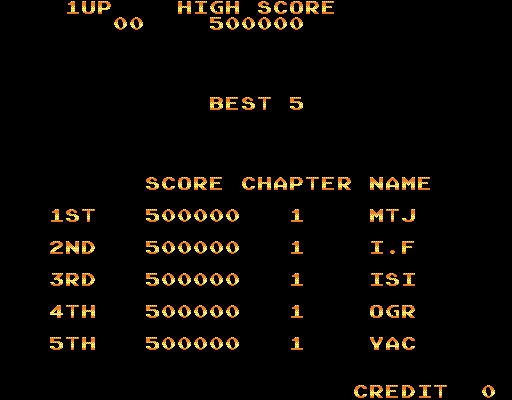 1UP HIGH SCORE
00 500000
BEST 5
SCORE CHAPTER NAME
1ST 500000 1 MTJ
2ND 500000 1 I.F
3RD 500000 1 ISI
4TH 500000 1 OGR
5TH 500000 1 YAC
CREDIT 0